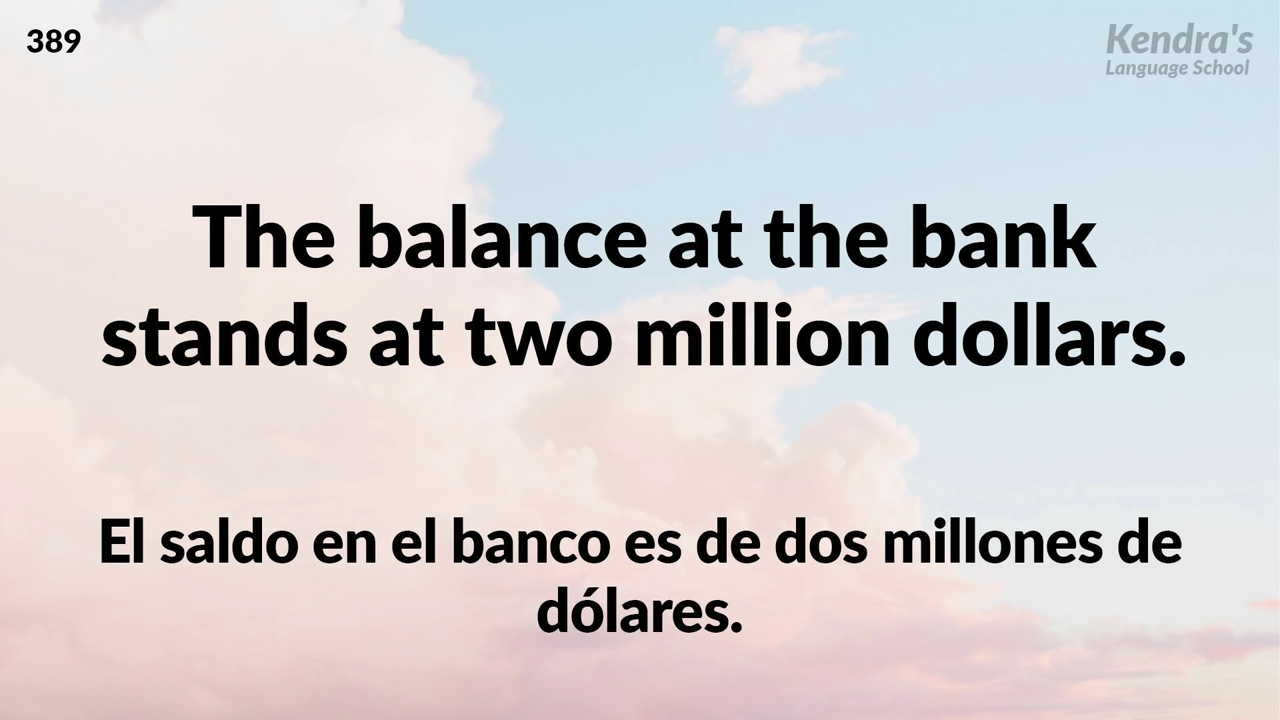 389
Kendra's
Language School
The balance at the bank
stands at two million dollars.
El saldo en el banco es de dos millones de
dólares.